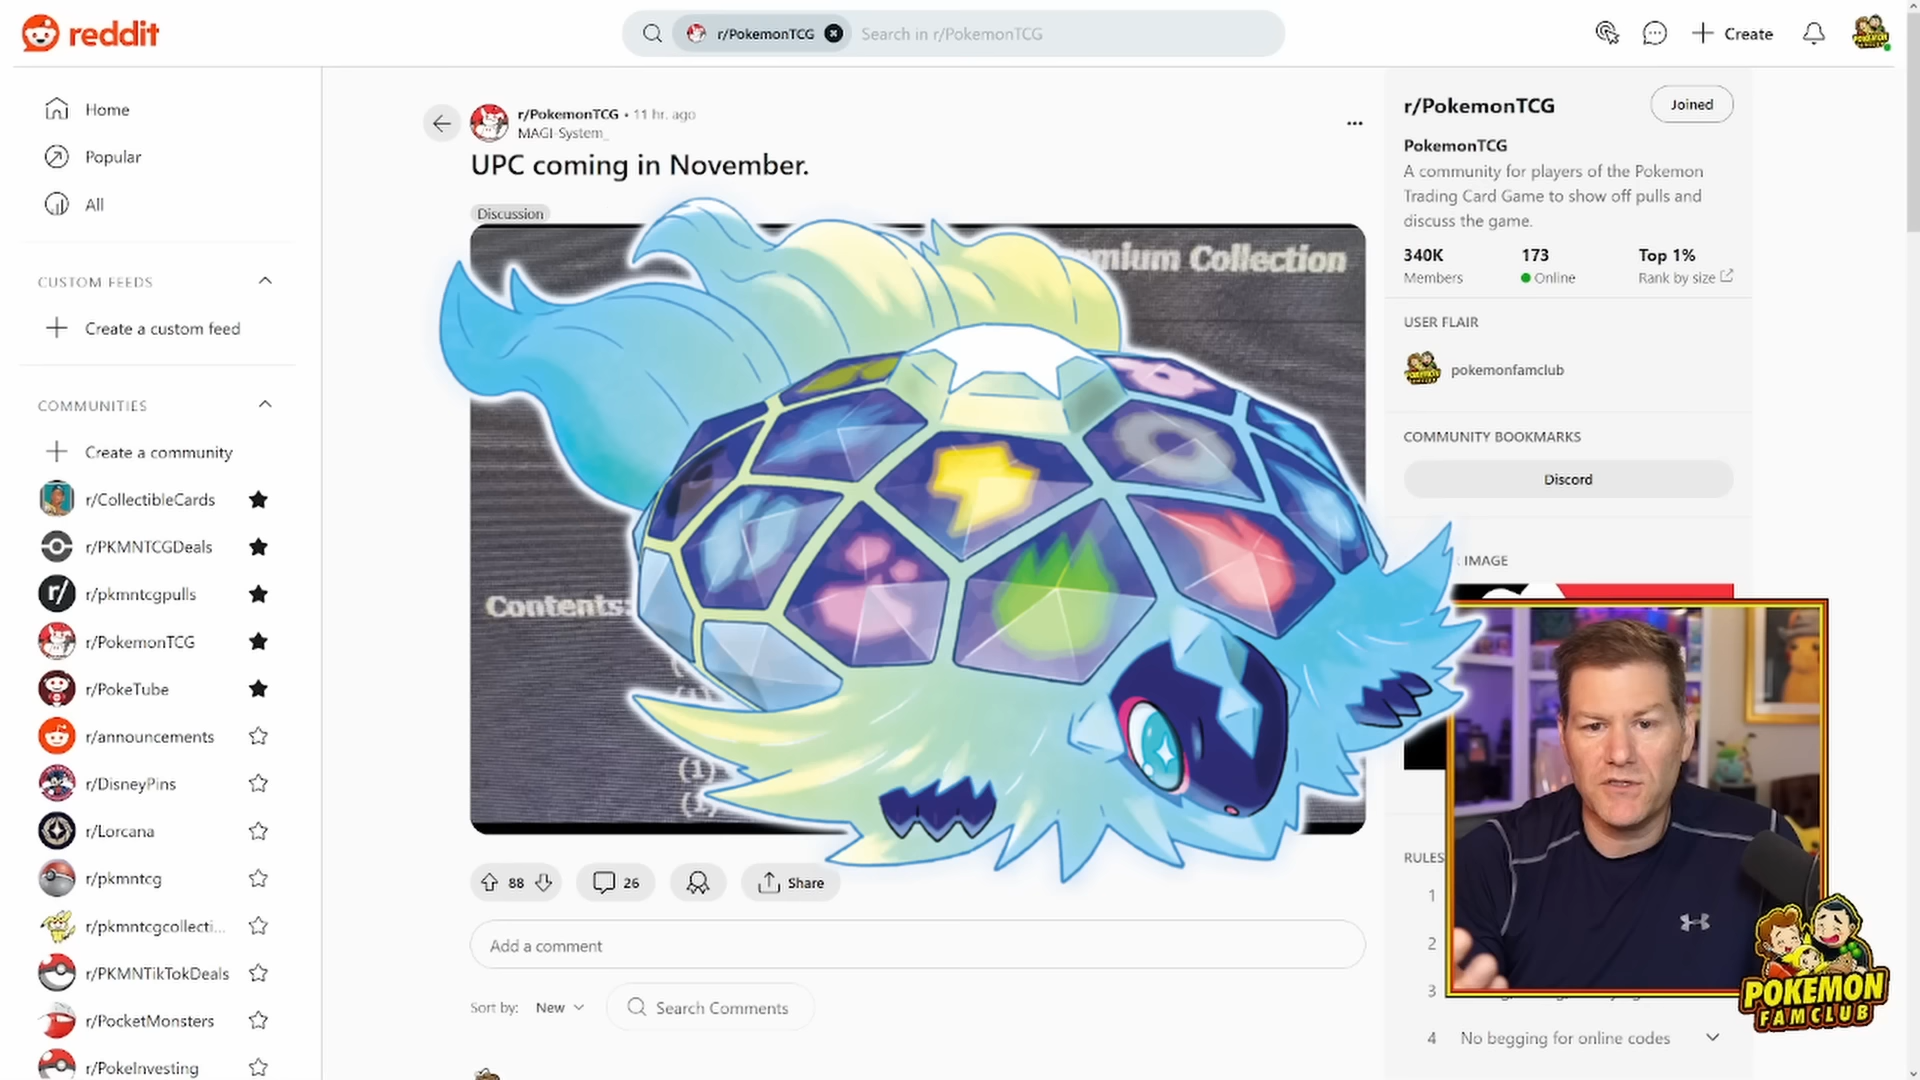 reddit
r/PokemonTCG
Search in r/PokemonTCG
Create
Home
Popular
All
CUSTOM FEEDS
Create a custom feed
COMMUNITIES
Create a community
r/CollectibleCards
r/PKMNTCGDeals
r/pkmntcgpulls
r/PokemonTCG
r/PokeTube
r/announcements
r/DisneyPins
r/Lorcana
r/pkmntcg
r/pkmntcgcollecti...
r/PKMNTikTokDeals
r/PocketMonsters
r/PokeInvesting
r/PokemonTCG • 11 hr. ago
MAGI-System_
UPC coming in November.
Discussion
mium Collection
Contents:
(1)
(1)
88
26
Share
Add a comment
Sort by: New
Search Comments
r/PokemonTCG
Joined
PokemonTCG
A community for players of the Pokemon
Trading Card Game to show off pulls and
discuss the game.
340K 173 Top 1%
Members Online Rank by size
USER FLAIR
pokemonfamclub
COMMUNITY BOOKMARKS
Discord
IMAGE
RULES
1
2
3
4 No begging for online codes
POKEMON
FAMCLUB